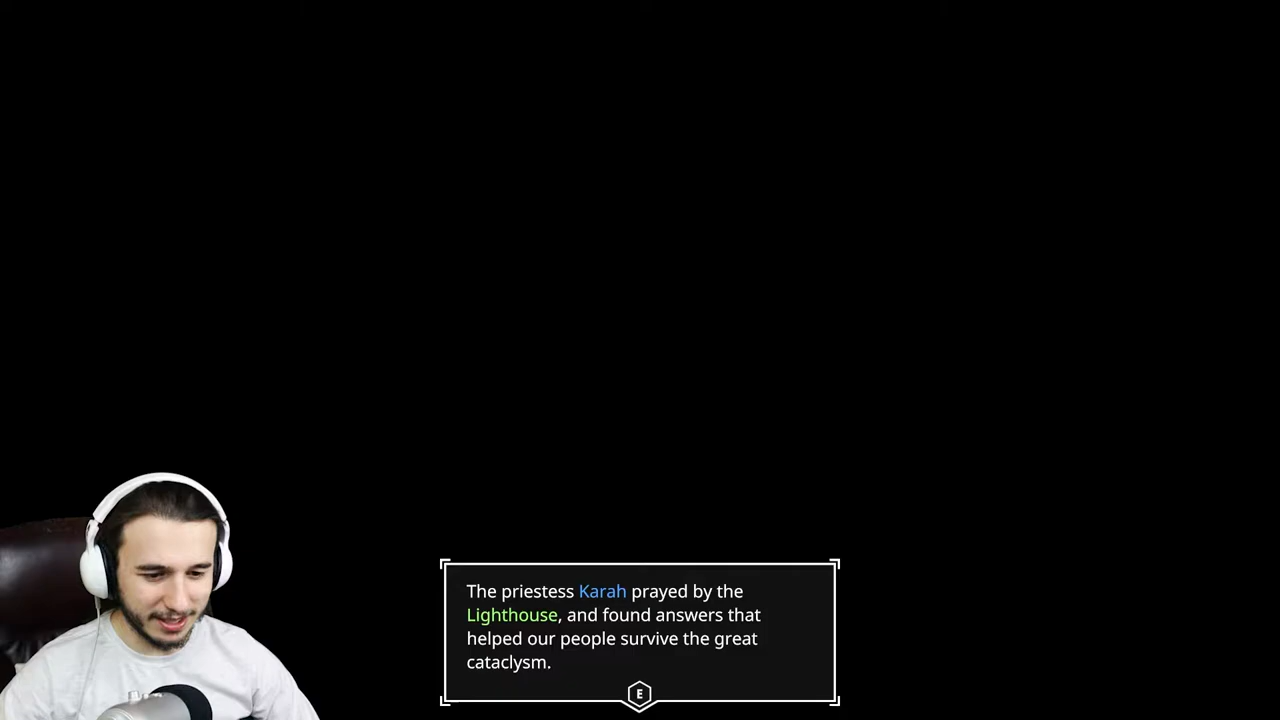 The priestess Karah prayed by the
Lighthouse, and found answers that
helped our people survive the great
cataclysm.
E